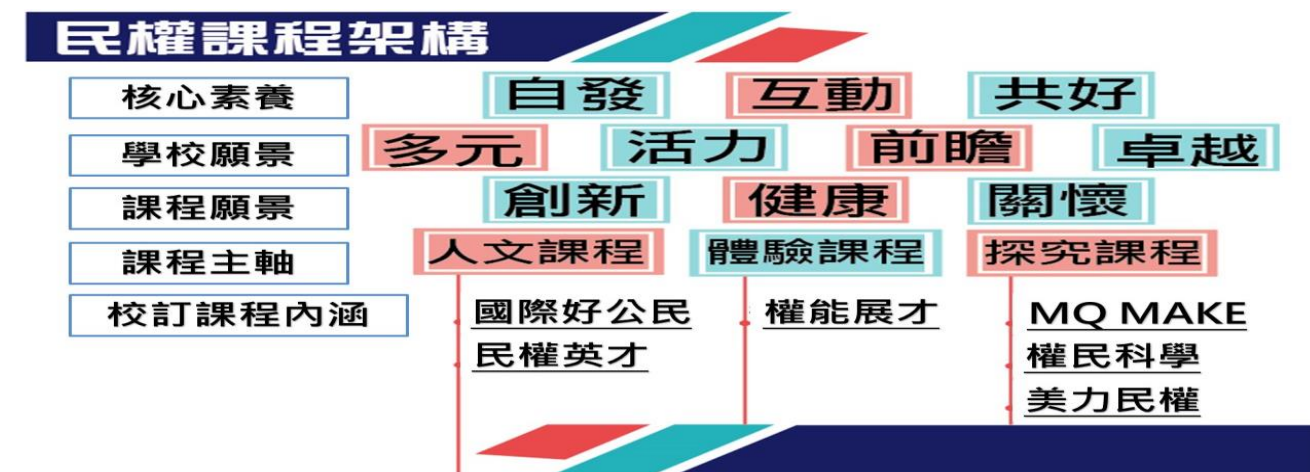 民權課程架構
核心素養 自發 互動 共好
學校願景 多元 活力 前瞻 卓越
課程願景 創新 健康 關懷
課程主軸 人文課程 體驗課程 探究課程
校訂課程內涵 國際好公民 權能展才 MQ MAKE
民權英才 權民科學
美力民權